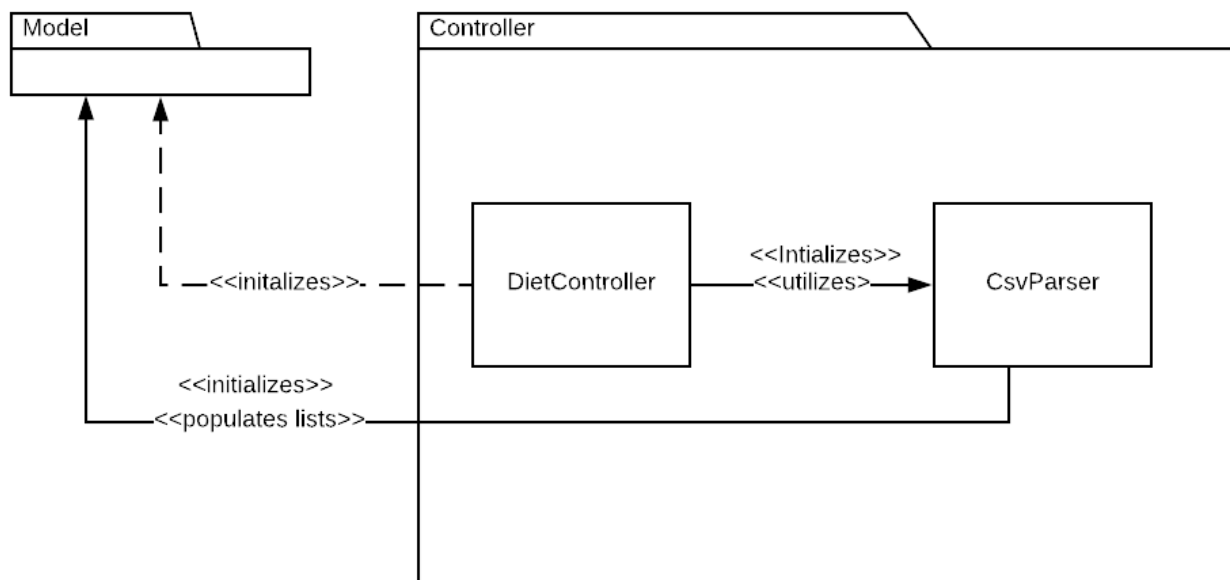 Model
Controller
<<Intializes>>
<<initalizes>>
DietController
<<utilizes>
CsvParser
<<initializes>>
<<populates lists>>